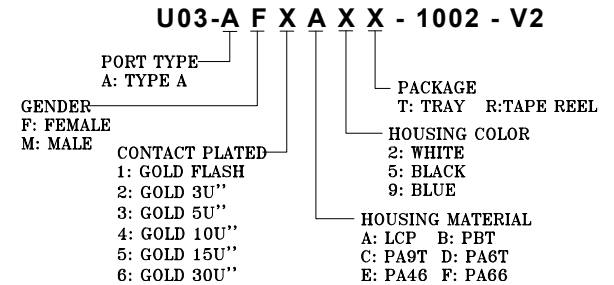 U03-AFXAXX-1002-V2
PORT TYPE
A: TYPE A
GENDER
F: FEMALE
M: MALE
CONTACT PLATED
1: GOLD FLASH
2: GOLD 3U''
3: GOLD 5U''
4: GOLD 10U''
5: GOLD 15U''
6: GOLD 30U''
PACKAGE
T: TRAY R:TAPE REEL
HOUSING COLOR
2: WHITE
5: BLACK
9: BLUE
HOUSING MATERIAL
A: LCP B: PBT
C: PA9T D: PA6T
E: PA46 F: PA66